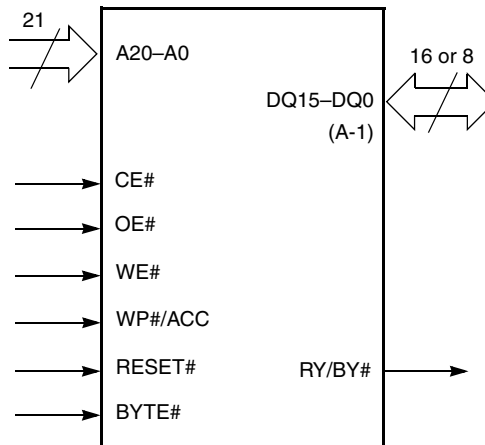 21
A20–A0
16 or 8
DQ15–DQ0
(A-1)
CE#
OE#
WE#
WP#/ACC
RESET#
RY/BY#
BYTE#